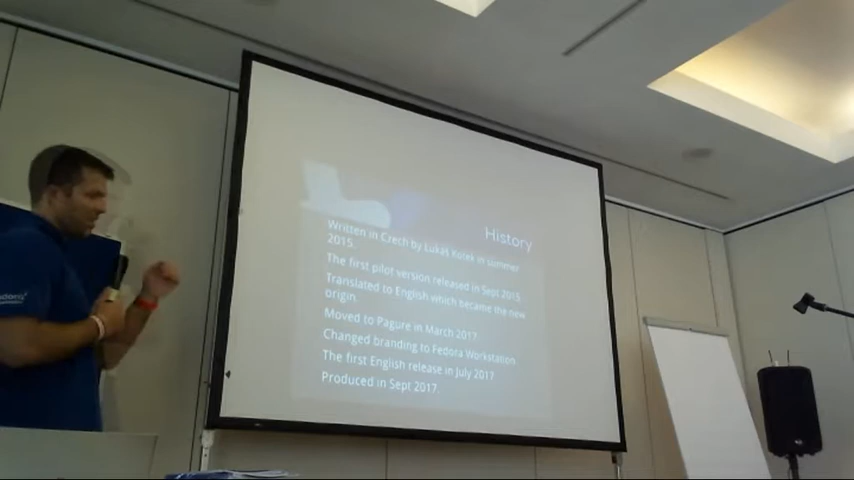 History
Written in Czech by Lukáš Kotek in summer
2015.
The first pilot version released in Sept 2015.
Translated to English which became the new
origin.
Moved to Pagure in March 2017.
Changed branding to Fedora Workstation.
The first English release in July 2017
Produced in Sept 2017.